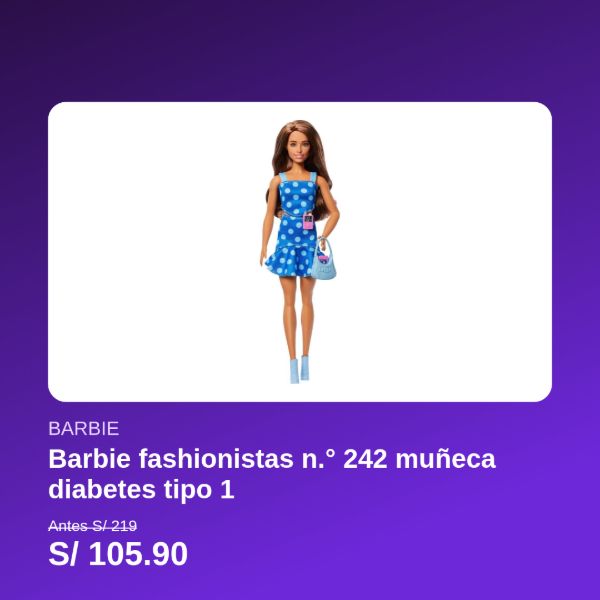 BARBIE
Barbie fashionistas n.° 242 muñeca
diabetes tipo 1
Antes S/ 219
S/ 105.90